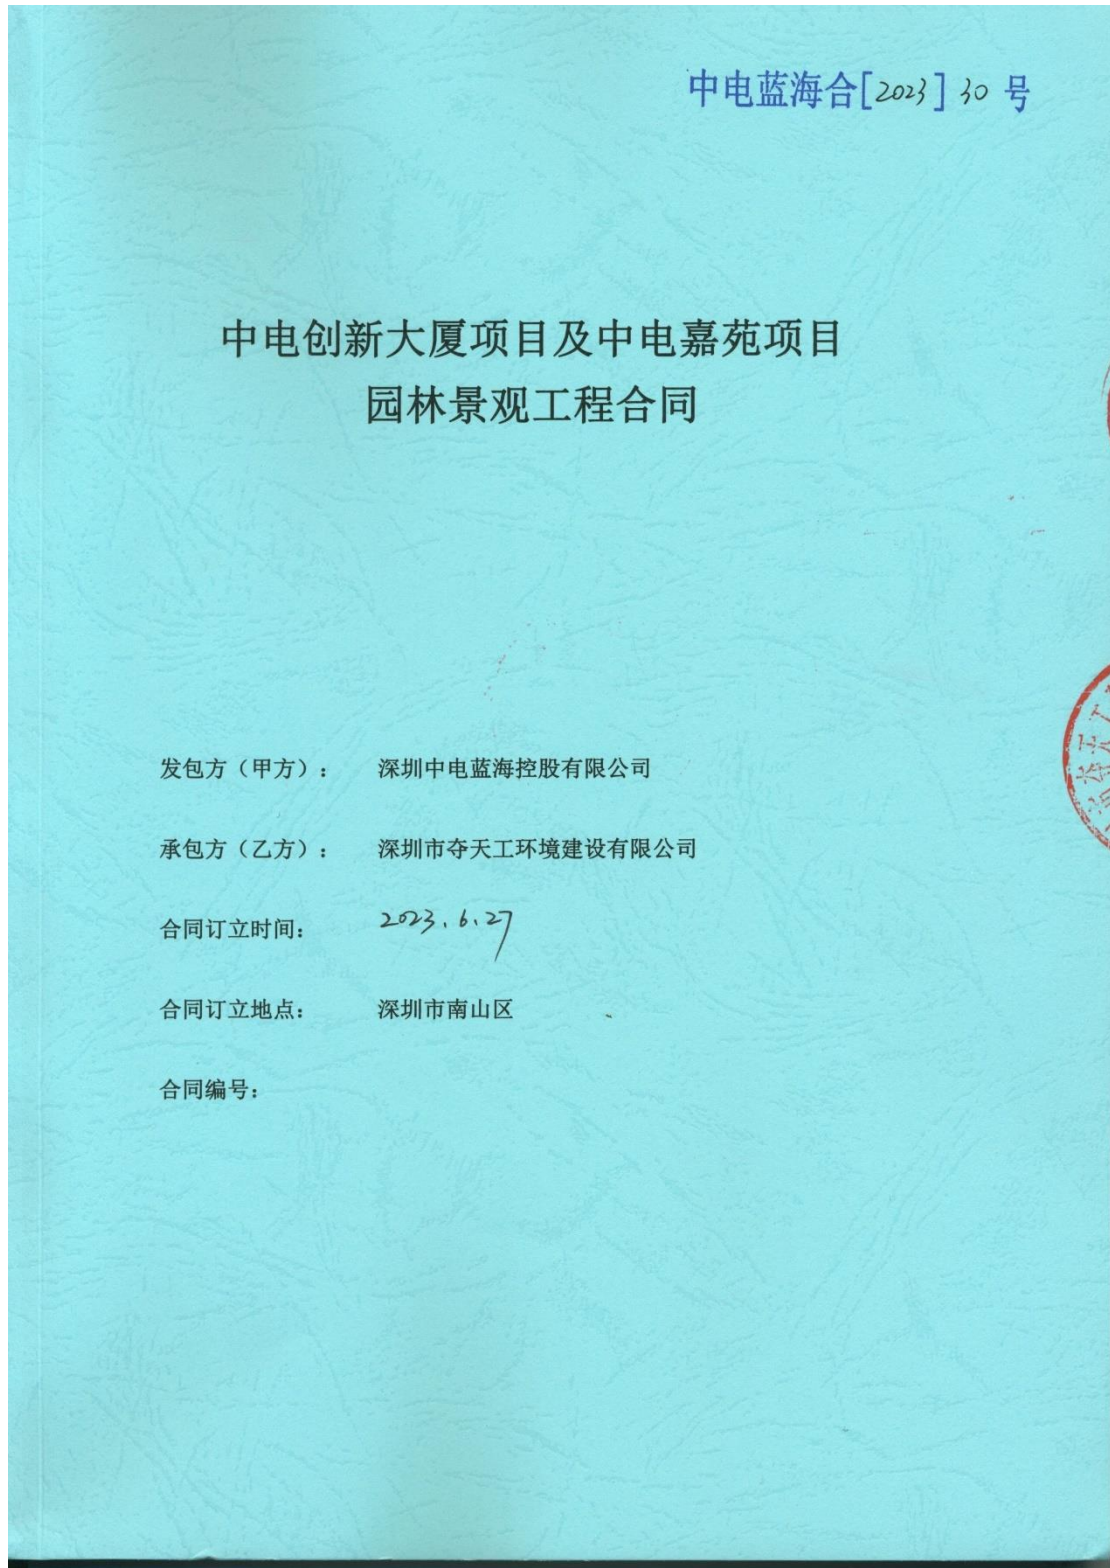 中电蓝海合[2023]30号
中电创新大厦项目及中电嘉苑项目
园林景观工程合同
发包方（甲方）： 深圳中电蓝海控股有限公司
承包方（乙方）： 深圳市夺天工环境建设有限公司
合同订立时间： 2023.6.27
合同订立地点： 深圳市南山区
合同编号：